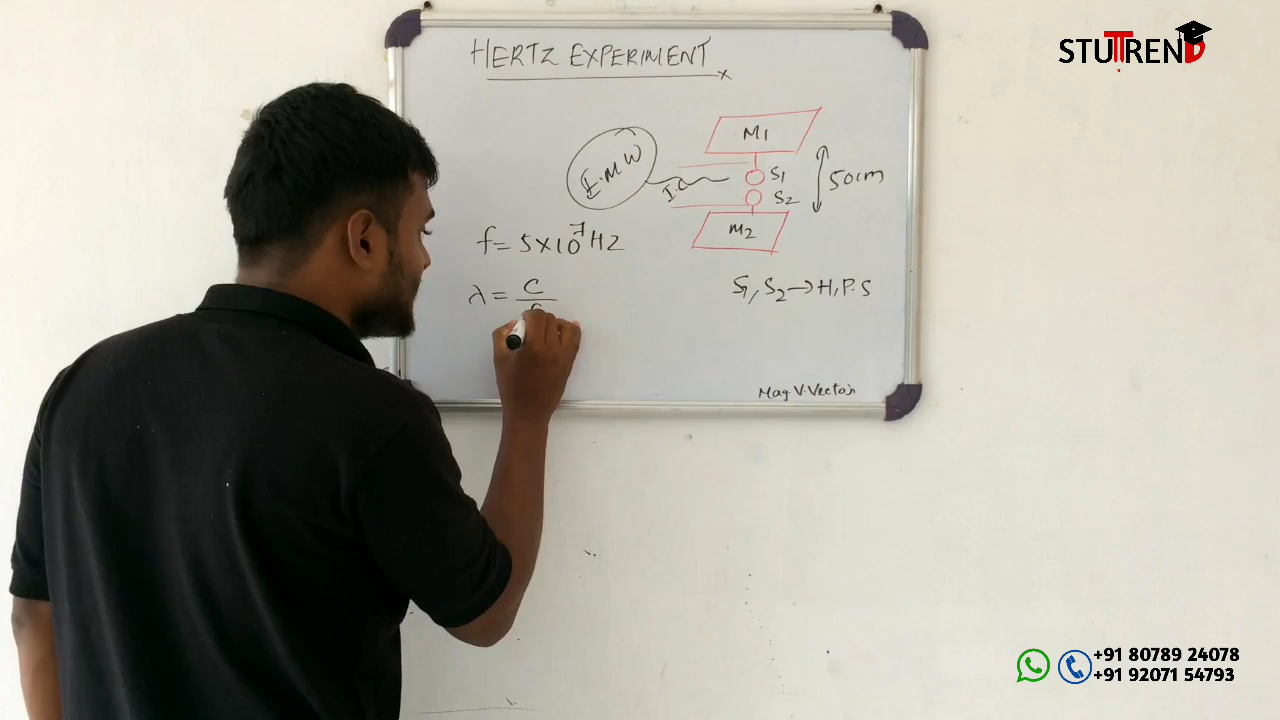 STUTTREND
HERTZ EXPERIMENT
M1
E.M.W
I.C
S1
50cm
S2
M2
f = 5×10⁷ HZ
λ = c/f
S1, S2 → H.P.S
Mag V. Vector
+91 80789 24078
+91 92071 54793